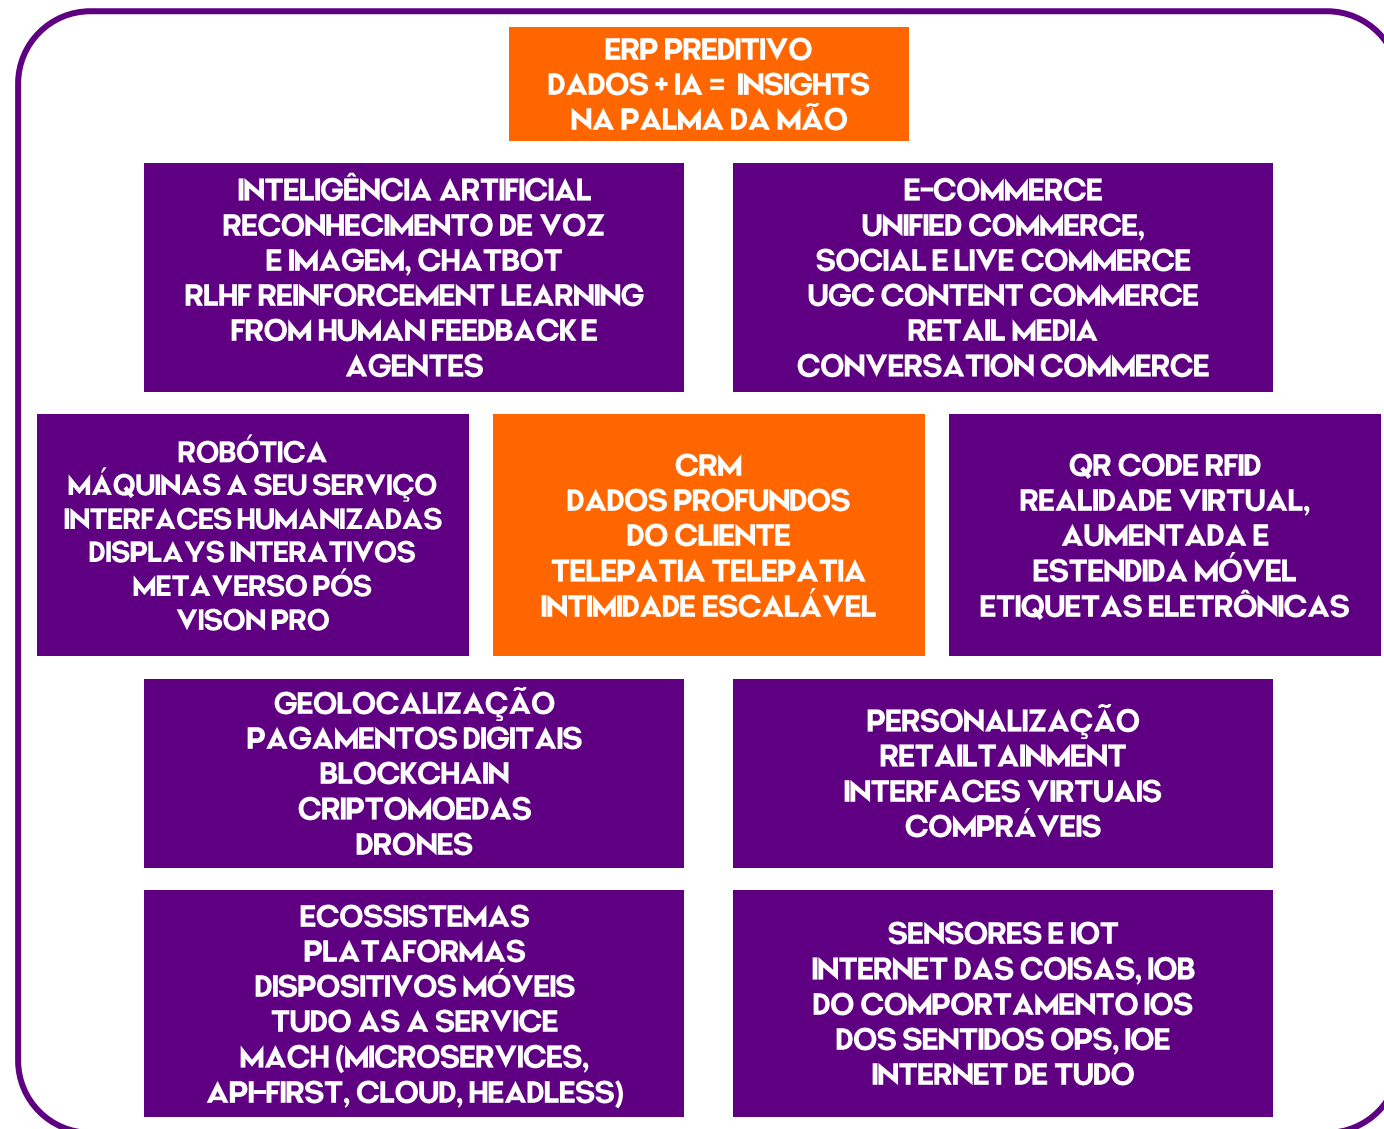 ERP PREDITIVO
DADOS + IA = INSIGHTS
NA PALMA DA MÃO
INTELIGÊNCIA ARTIFICIAL
RECONHECIMENTO DE VOZ
E IMAGEM, CHATBOT
RLHF REINFORCEMENT LEARNING
FROM HUMAN FEEDBACK E
AGENTES
E-COMMERCE
UNIFIED COMMERCE,
SOCIAL E LIVE COMMERCE
UGC CONTENT COMMERCE
RETAIL MEDIA
CONVERSATION COMMERCE
ROBÓTICA
MÁQUINAS A SEU SERVIÇO
INTERFACES HUMANIZADAS
DISPLAYS INTERATIVOS
METAVERSO PÓS
VISON PRO
CRM
DADOS PROFUNDOS
DO CLIENTE
TELEPATIA TELEPATIA
INTIMIDADE ESCALÁVEL
QR CODE RFID
REALIDADE VIRTUAL,
AUMENTADA E
ESTENDIDA MÓVEL
ETIQUETAS ELETRÔNICAS
GEOLOCALIZAÇÃO
PAGAMENTOS DIGITAIS
BLOCKCHAIN
CRIPTOMOEDAS
DRONES
PERSONALIZAÇÃO
RETAILTAINMENT
INTERFACES VIRTUAIS
COMPRÁVEIS
ECOSSISTEMAS
PLATAFORMAS
DISPOSITIVOS MÓVEIS
TUDO AS A SERVICE
MACH (MICROSERVICES,
API-FIRST, CLOUD, HEADLESS)
SENSORES E IOT
INTERNET DAS COISAS, IOB
DO COMPORTAMENTO IOS
DOS SENTIDOS OPS, IOE
INTERNET DE TUDO